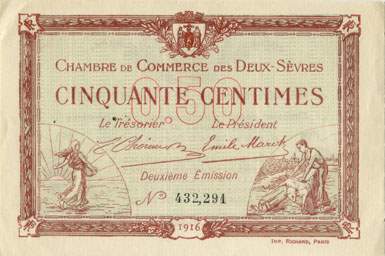 CHAMBRE DE COMMERCE DES DEUX-SÈVRES
0.50
CINQUANTE CENTIMES
Le Trésorier Le Président
Emile Marot
Deuxième Emission
N° 432,291
1916
IMP. RICHARD, PARIS